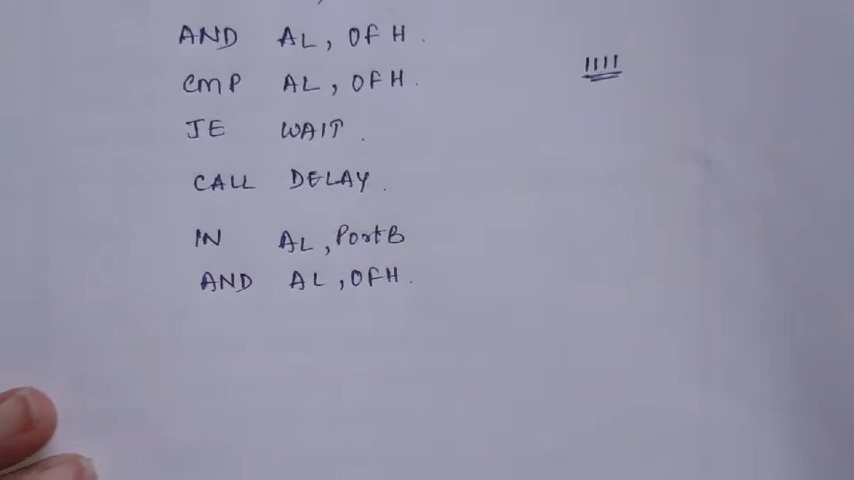 AND AL, OFH.
CMP AL, OFH.
1111
JE WAIT.
CALL DELAY.
IN AL, PortB
AND AL, OFH.